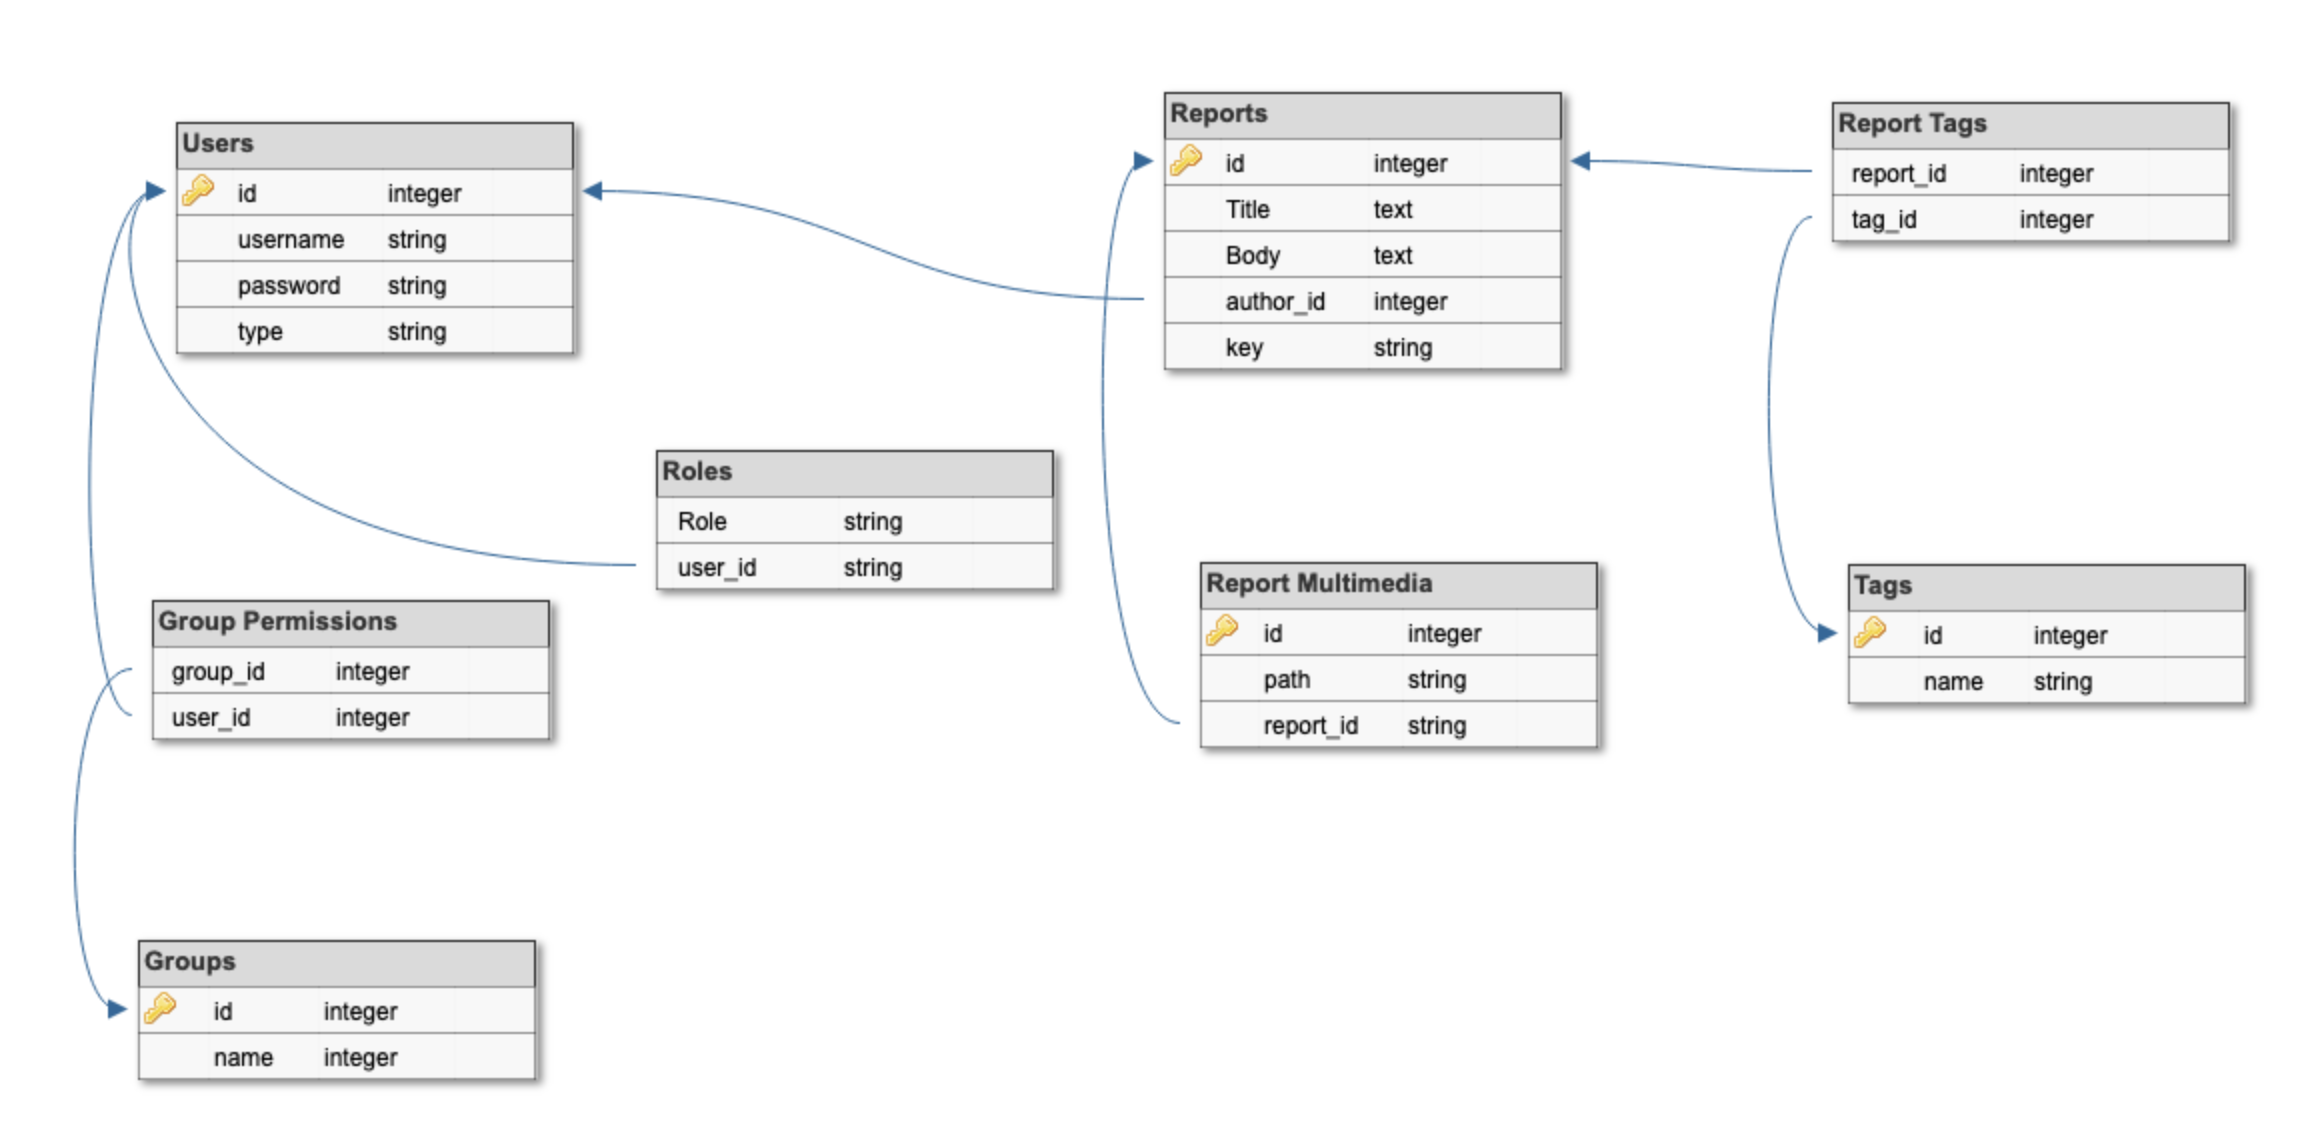 Users
id integer
username string
password string
type string
Reports
id integer
Title text
Body text
author_id integer
key string
Report Tags
report_id integer
tag_id integer
Roles
Role string
user_id string
Group Permissions
group_id integer
user_id integer
Report Multimedia
id integer
path string
report_id string
Tags
id integer
name string
Groups
id integer
name integer